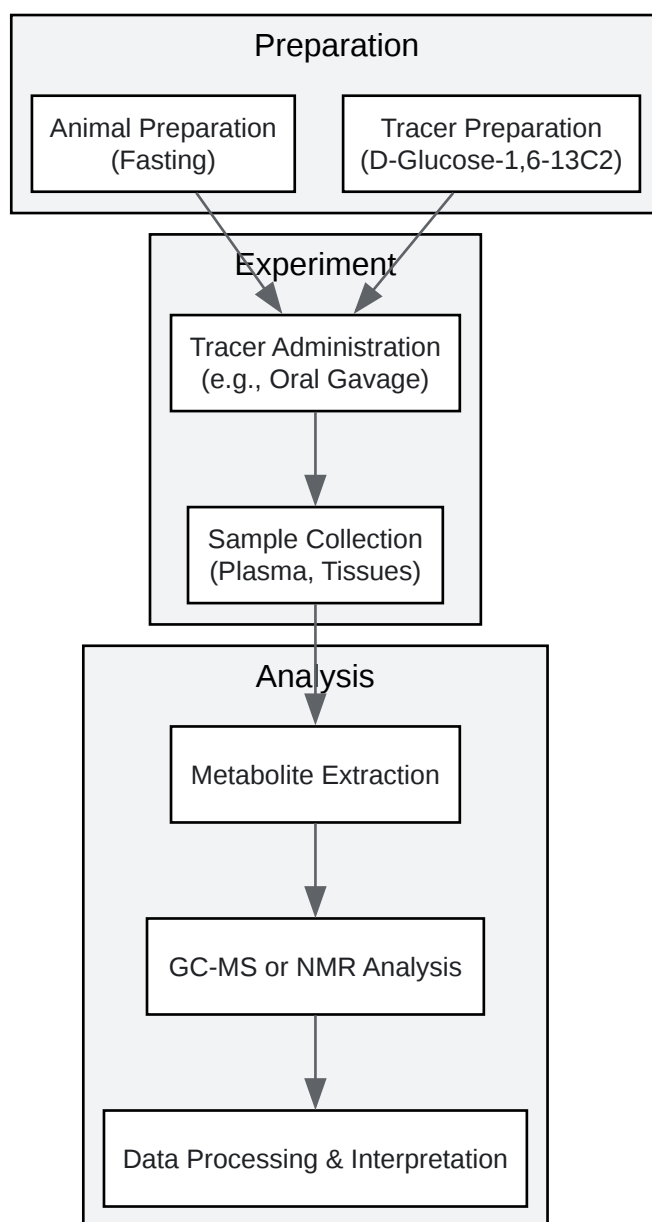 Preparation
Animal Preparation
(Fasting)
Tracer Preparation
(D-Glucose-1,6-13C2)
Experiment
Tracer Administration
(e.g., Oral Gavage)
Sample Collection
(Plasma, Tissues)
Analysis
Metabolite Extraction
GC-MS or NMR Analysis
Data Processing & Interpretation